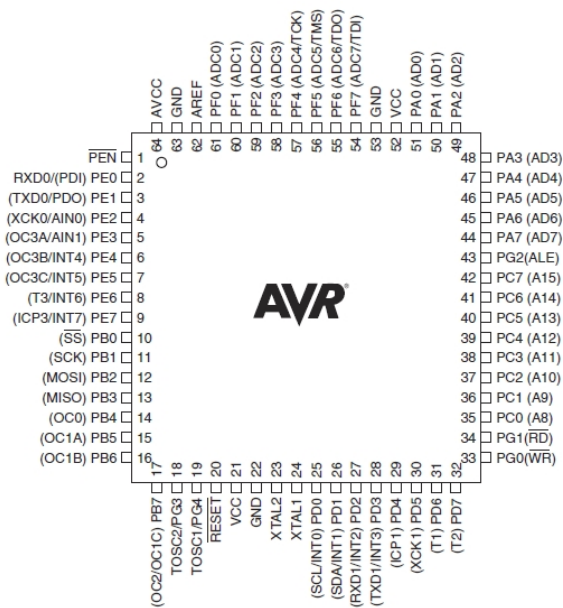 64 AVCC
63 GND
62 AREF
61 PF0 (ADC0)
60 PF1 (ADC1)
59 PF2 (ADC2)
58 PF3 (ADC3)
57 PF4 (ADC4/TCK)
56 PF5 (ADC5/TMS)
55 PF6 (ADC6/TDO)
54 PF7 (ADC7/TDI)
53 GND
52 VCC
51 PA0 (AD0)
50 PA1 (AD1)
49 PA2 (AD2)
PEN 1
RXD0/(PDI) PE0 2
(TXD0/PDO) PE1 3
(XCK0/AIN0) PE2 4
(OC3A/AIN1) PE3 5
(OC3B/INT4) PE4 6
(OC3C/INT5) PE5 7
(T3/INT6) PE6 8
(ICP3/INT7) PE7 9
(SS) PB0 10
(SCK) PB1 11
(MOSI) PB2 12
(MISO) PB3 13
(OC0) PB4 14
(OC1A) PB5 15
(OC1B) PB6 16
AVR
48 PA3 (AD3)
47 PA4 (AD4)
46 PA5 (AD5)
45 PA6 (AD6)
44 PA7 (AD7)
43 PG2(ALE)
42 PC7 (A15)
41 PC6 (A14)
40 PC5 (A13)
39 PC4 (A12)
38 PC3 (A11)
37 PC2 (A10)
36 PC1 (A9)
35 PC0 (A8)
34 PG1(RD)
33 PG0(WR)
(OC2/OC1C) PB7 17
TOSC2/PG3 18
TOSC1/PG4 19
RESET 20
VCC 21
GND 22
XTAL2 23
XTAL1 24
(SCL/INT0) PD0 25
(SDA/INT1) PD1 26
(RXD1/INT2) PD2 27
(TXD1/INT3) PD3 28
(ICP1) PD4 29
(XCK1) PD5 30
(T1) PD6 31
(T2) PD7 32